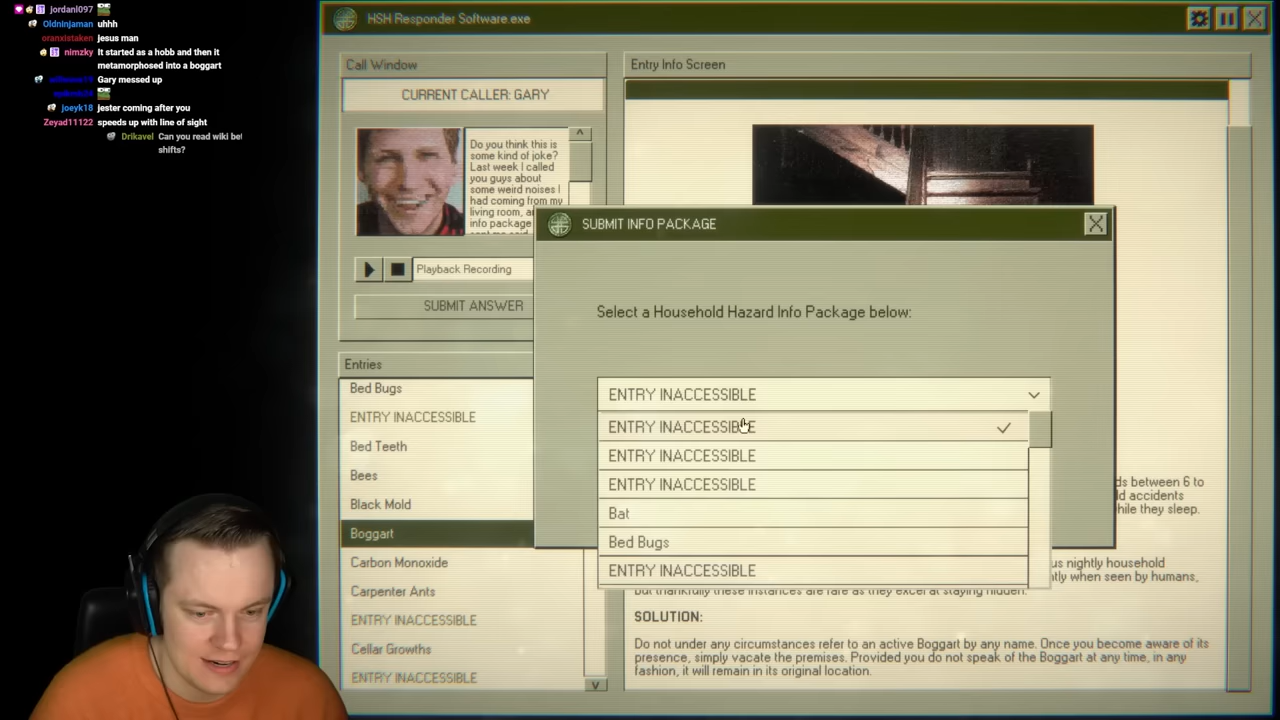 jordanl097
Oldninjaman uhhh
oranxistaken jesus man
nimzky It started as a hobb and then it
metamorphosed into a boggart
Gary messed up
joeyk18 jester coming after you
Zeyad11122 speeds up with line of sight
Drikavel Can you read wiki bet
shifts?
HSH Responder Software.exe
Call Window
CURRENT CALLER: GARY
Do you think this is
some kind of joke?
Last week I called
you guys about
some weird noises I
had coming from my
living room, an
info package
Playback Recording
SUBMIT ANSWER
Entries
Bed Bugs
ENTRY INACCESSIBLE
Bed Teeth
Bees
Black Mold
Boggart
Carbon Monoxide
Carpenter Ants
ENTRY INACCESSIBLE
Cellar Growths
ENTRY INACCESSIBLE
Entry Info Screen
SUBMIT INFO PACKAGE
Select a Household Hazard Info Package below:
ENTRY INACCESSIBLE
ENTRY INACCESSIBLE
ENTRY INACCESSIBLE
ENTRY INACCESSIBLE
Bat
Bed Bugs
ENTRY INACCESSIBLE
ds between 6 to
ld accidents
hile they sleep.
us nightly household
tly when seen by humans,
but thankfully these instances are rare as they excel at staying hidden.
SOLUTION:
Do not under any circumstances refer to an active Boggart by any name. Once you become aware of its
presence, simply vacate the premises. Provided you do not speak of the Boggart at any time, in any
fashion, it will remain in its original location.